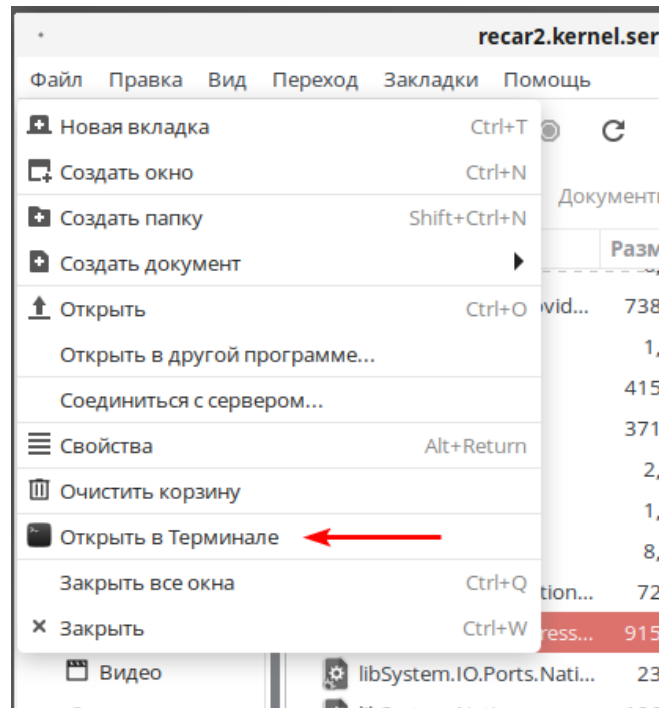 recar2.kernel.ser
Файл Правка Вид Переход Закладки Помощь
Новая вкладка Ctrl+T
Создать окно Ctrl+N
Документ
Создать папку Shift+Ctrl+N
Разм
Создать документ
Открыть Ctrl+O vid... 738
Открыть в другой программе... 1,
415
Соединиться с сервером...
371
Свойства Alt+Return
2,
Очистить корзину
1,
Открыть в Терминале
8,
Закрыть все окна Ctrl+Q tion... 72
Закрыть Ctrl+W ress... 915
Видео libSystem.IO.Ports.Nati... 23